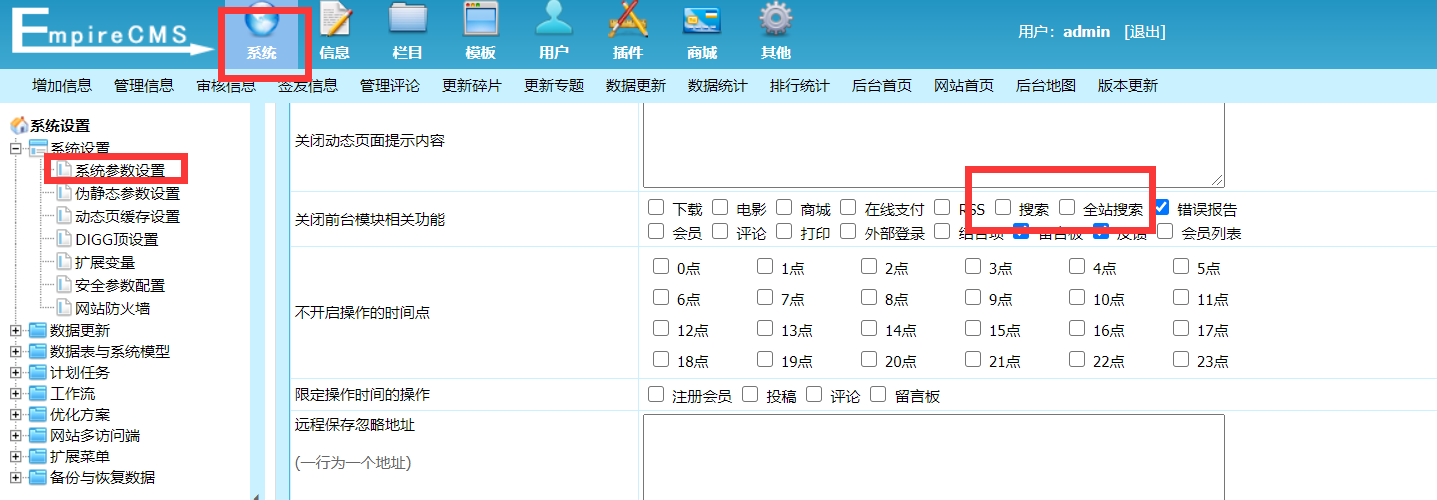 EmpireCMS
系统 信息 栏目 模板 用户 插件 商城 其他
用户：admin [退出]
增加信息 管理信息 审核信息 签发信息 管理评论 更新碎片 更新专题 数据更新 数据统计 排行统计 后台首页 网站首页 后台地图 版本更新
系统设置
系统设置
系统参数设置
伪静态参数设置
动态页缓存设置
DIGG顶设置
扩展变量
安全参数配置
网站防火墙
数据更新
数据表与系统模型
计划任务
工作流
优化方案
网站多访问端
扩展菜单
备份与恢复数据
关闭动态页面提示内容
关闭前台模块相关功能
下载 电影 商城 在线支付 RSS 搜索 全站搜索 错误报告
会员 评论 打印 外部登录 结合项 留言板 反馈 会员列表
不开启操作的时间点
0点 1点 2点 3点 4点 5点
6点 7点 8点 9点 10点 11点
12点 13点 14点 15点 16点 17点
18点 19点 20点 21点 22点 23点
限定操作时间的操作
注册会员 投稿 评论 留言板
远程保存忽略地址
(一行为一个地址)